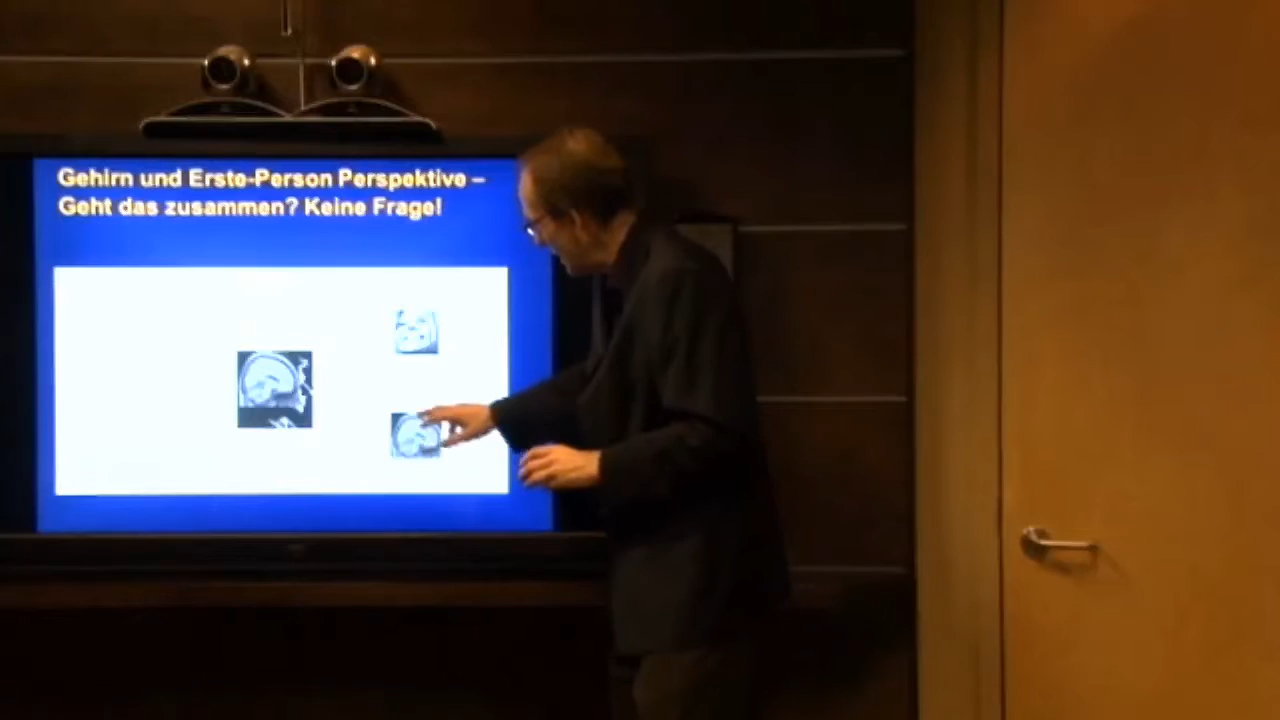 Gehirn und Erste-Person Perspektive –
Geht das zusammen? Keine Frage!